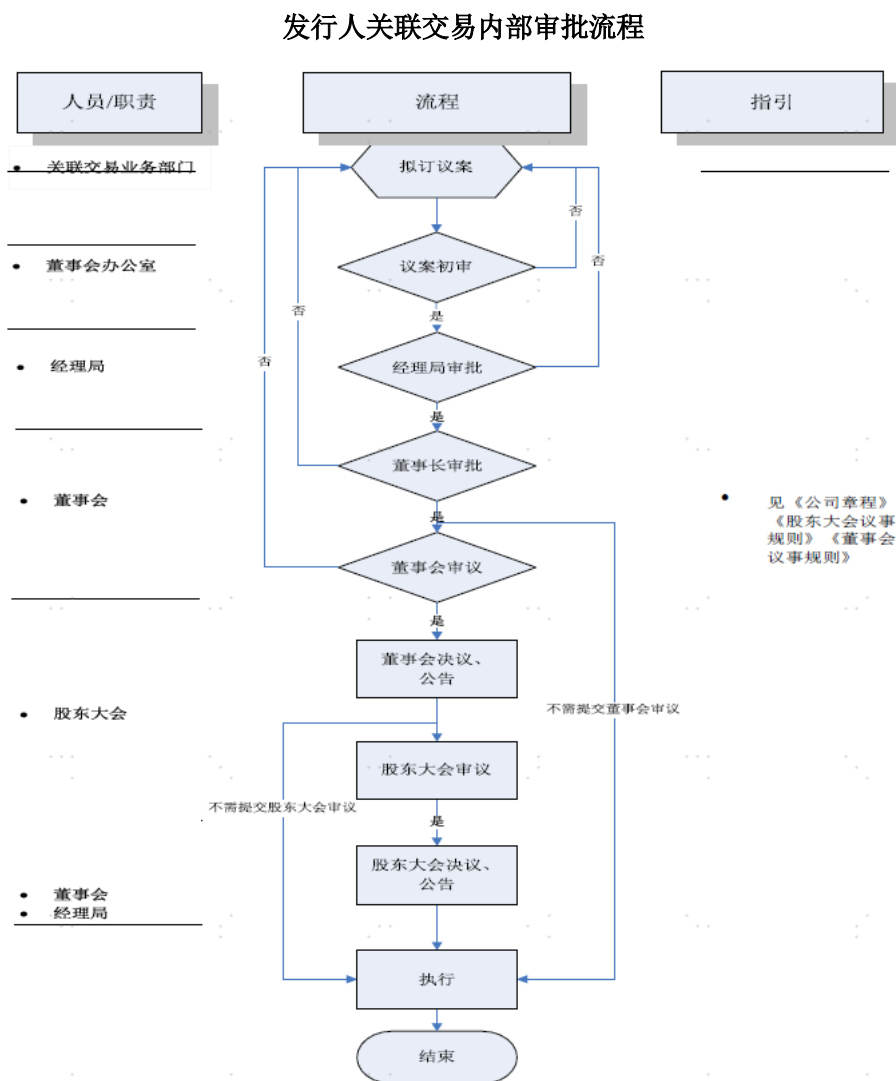 发行人关联交易内部审批流程
人员/职责
流程
指引
• 关联交易业务部门
拟订议案
否
• 董事会办公室
议案初审
否
是
否
否
• 经理局
经理局审批
是
董事长审批
• 董事会
• 见《公司章程》
《股东大会议事
规则》《董事会
议事规则》
是
董事会审议
是
董事会决议、
公告
不需提交董事会审议
• 股东大会
股东大会审议
不需提交股东大会审议
是
股东大会决议、
公告
• 董事会
• 经理局
执行
结束